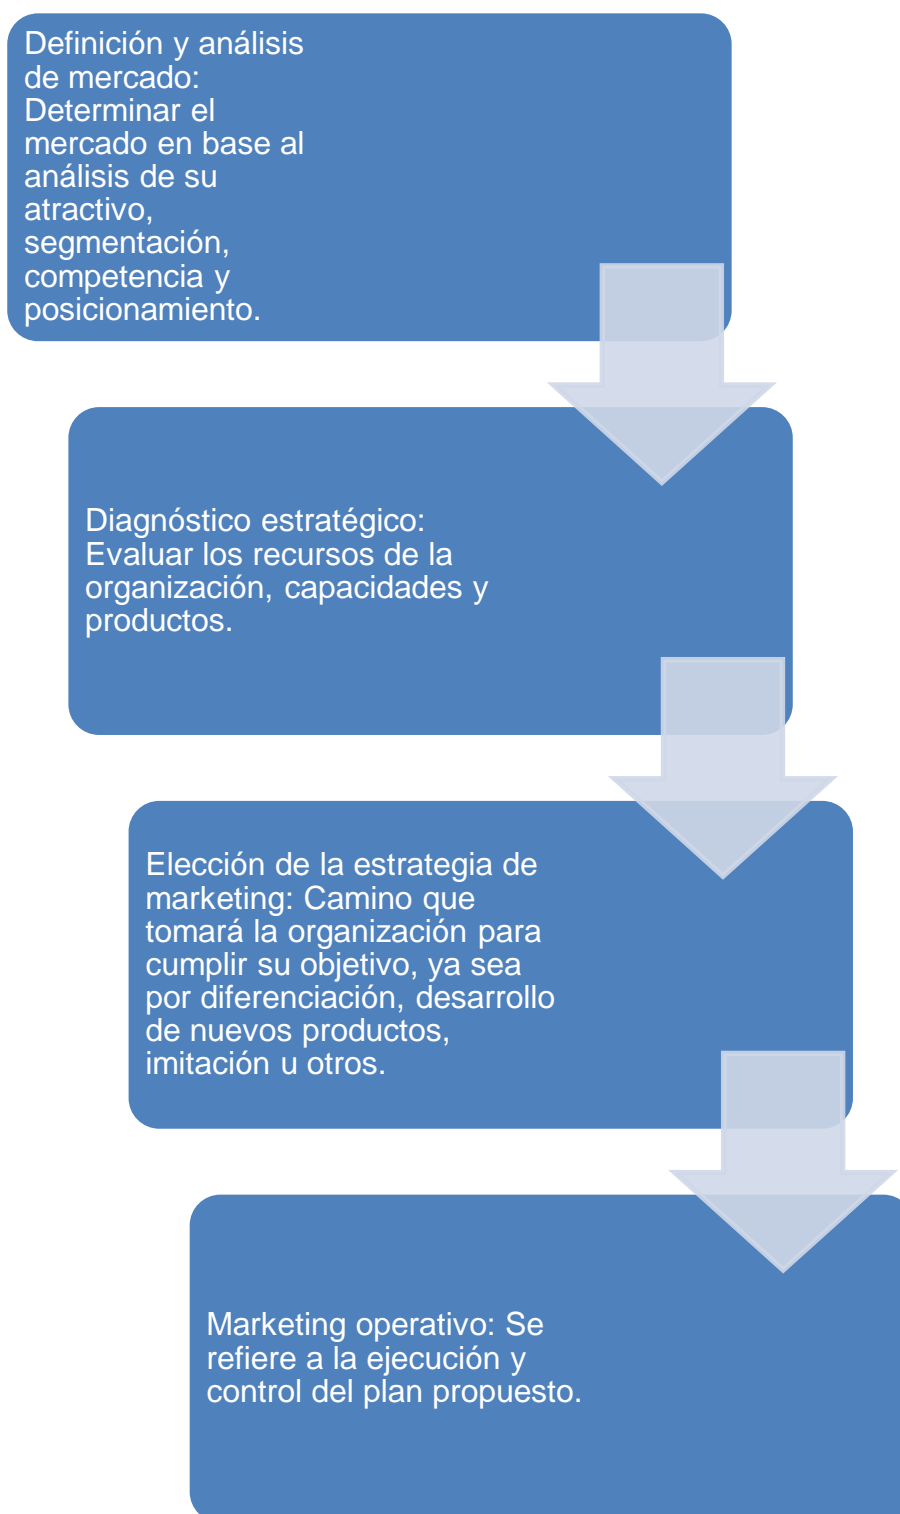 Definición y análisis
de mercado:
Determinar el
mercado en base al
análisis de su
atractivo,
segmentación,
competencia y
posicionamiento.
Diagnóstico estratégico:
Evaluar los recursos de la
organización, capacidades y
productos.
Elección de la estrategia de
marketing: Camino que
tomará la organización para
cumplir su objetivo, ya sea
por diferenciación, desarrollo
de nuevos productos,
imitación u otros.
Marketing operativo: Se
refiere a la ejecución y
control del plan propuesto.